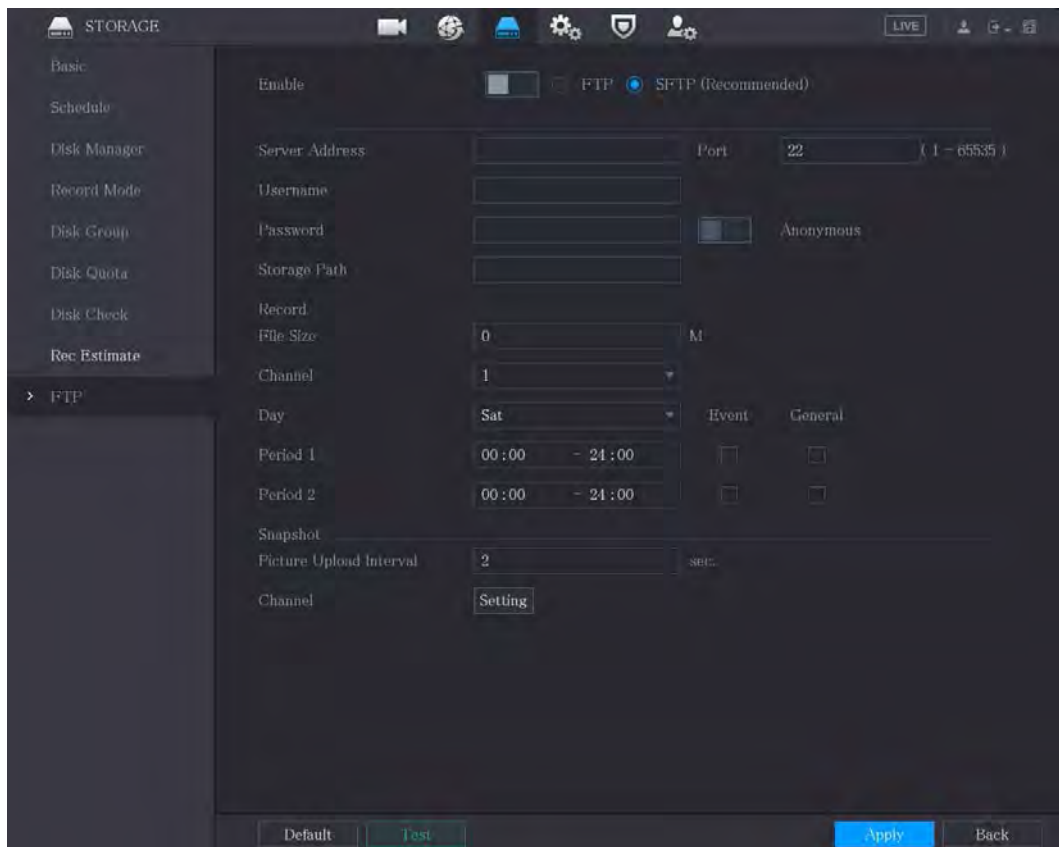 STORAGE
LIVE
Basic
Schedule
Disk Manager
Record Mode
Disk Group
Disk Quota
Disk Check
Rec Estimate
FTP
Enable FTP SFTP (Recommended)
Server Address Port 22 ( 1 - 65535 )
Username
Password Anonymous
Storage Path
Record
File Size 0 M
Channel 1
Day Sat Event General
Period 1 00:00 - 24:00
Period 2 00:00 - 24:00
Snapshot
Picture Upload Interval 2 sec.
Channel Setting
Default Test Apply Back